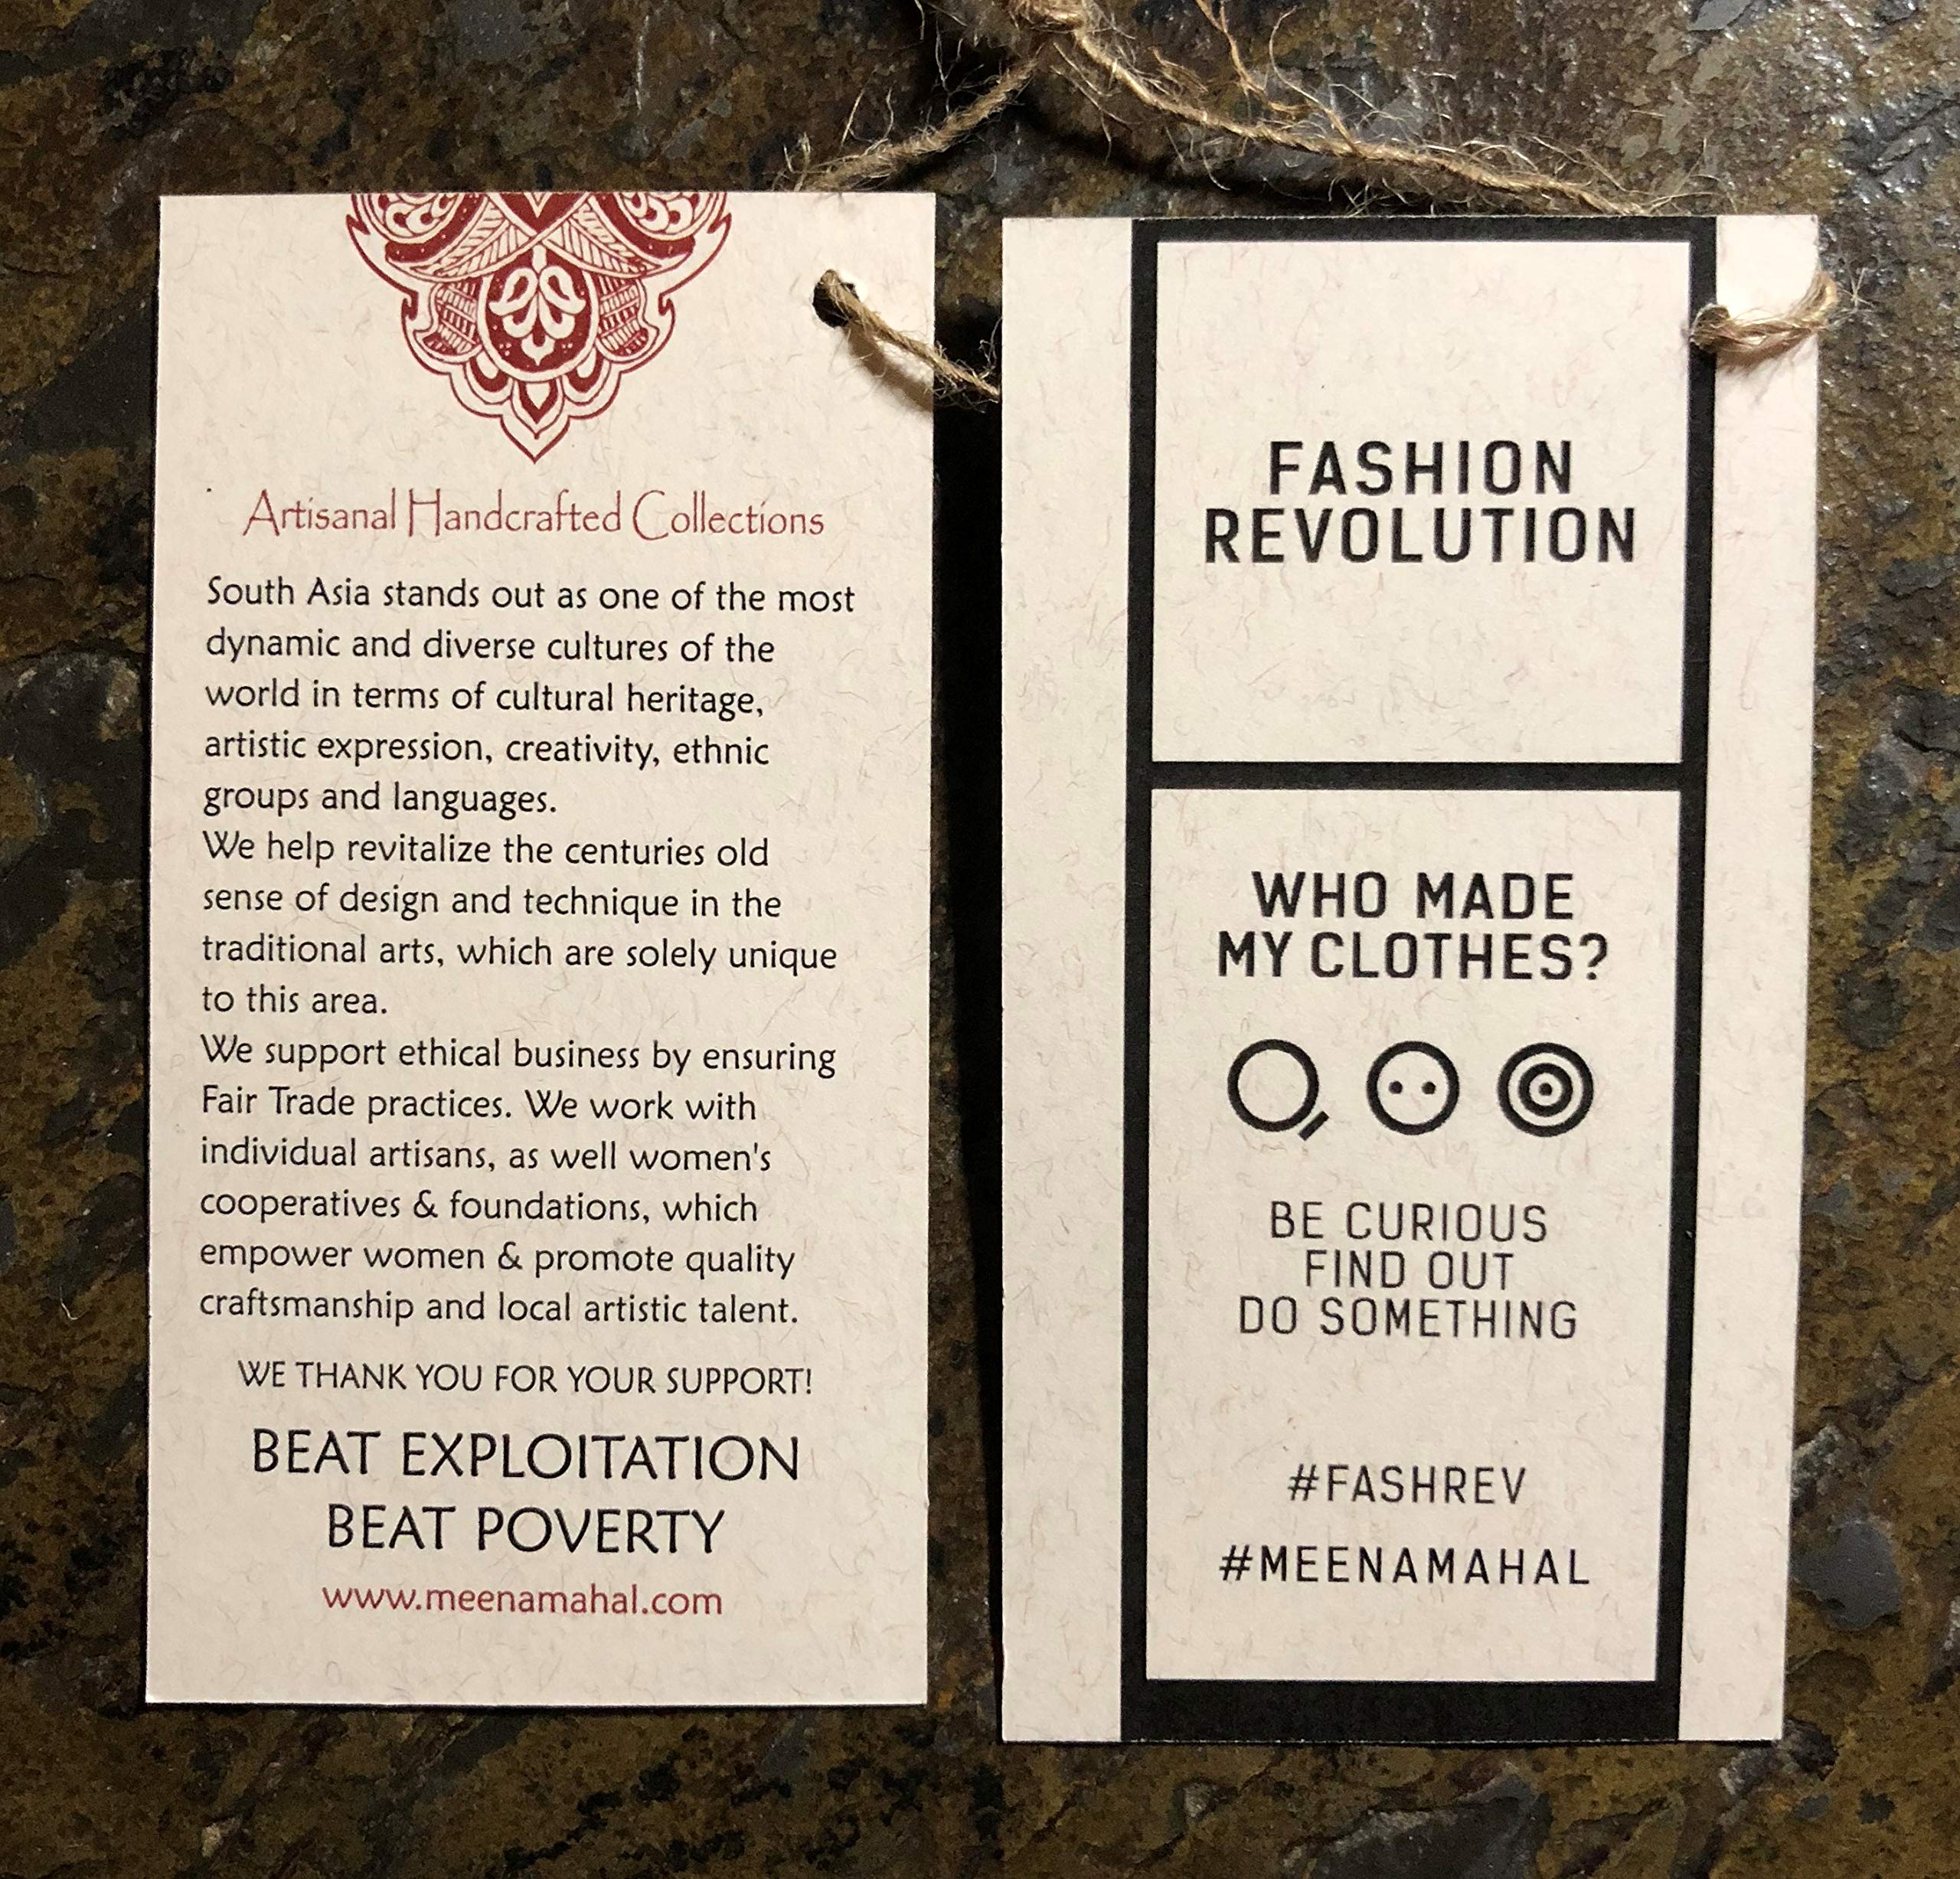 Artisanal Handcrafted Collections
South Asia stands out as one of the most
dynamic and diverse cultures of the
world in terms of cultural heritage,
artistic expression, creativity, ethnic
groups and languages.
We help revitalize the centuries old
sense of design and technique in the
traditional arts, which are solely unique
to this area.
We support ethical business by ensuring
Fair Trade practices. We work with
individual artisans, as well women's
cooperatives & foundations, which
empower women & promote quality
craftsmanship and local artistic talent.
WE THANK YOU FOR YOUR SUPPORT!
BEAT EXPLOITATION
BEAT POVERTY
www.meenamahal.com
FASHION
REVOLUTION
WHO MADE
MY CLOTHES?
BE CURIOUS
FIND OUT
DO SOMETHING
#FASHREV
#MEENAMAHAL